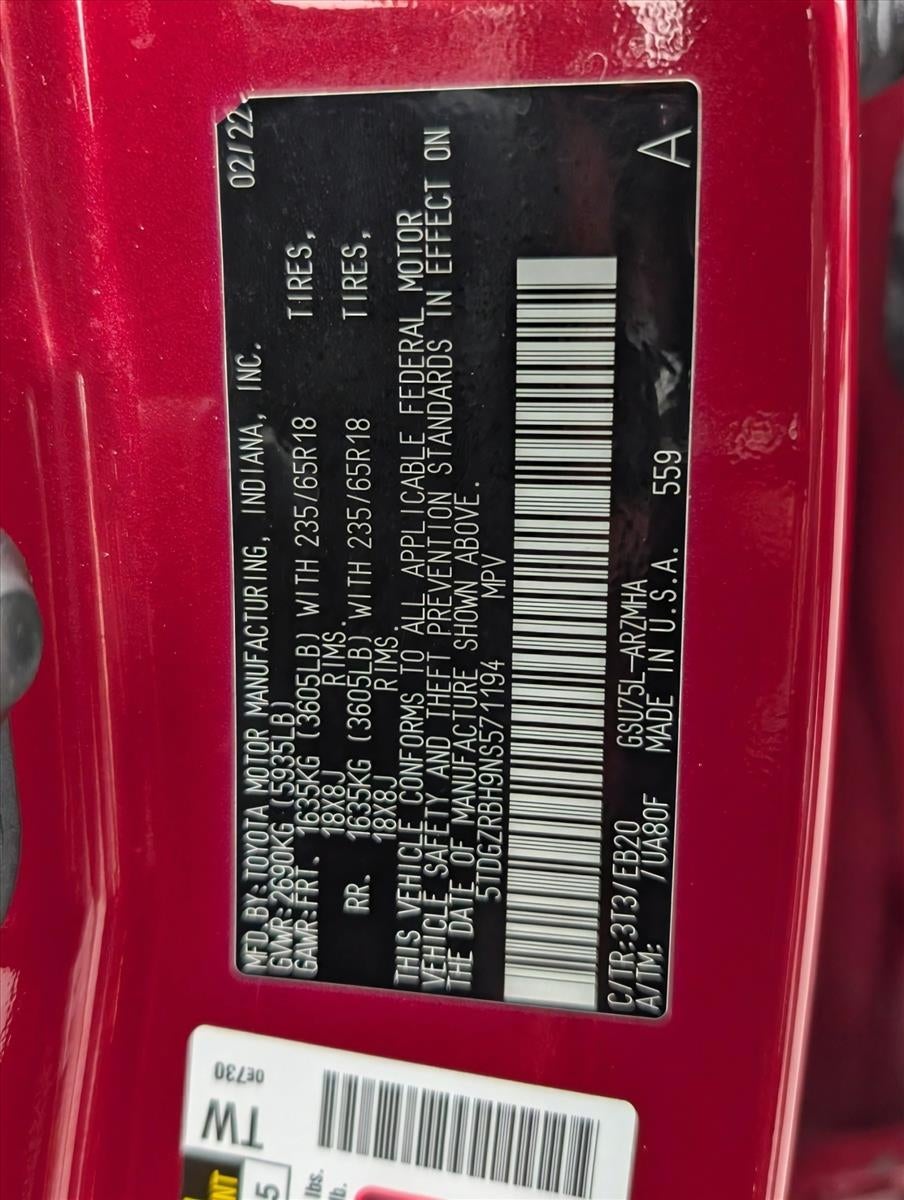 MFD BY:TOYOTA MOTOR MANUFACTURING, INDIANA, INC. 02/22
GVWR:2690KG (5935LB)
GAWR:FRT. 1635KG (3605LB) WITH 235/65R18 TIRES,
18X8J RIMS.
RR. 1635KG (3605LB) WITH 235/65R18 TIRES,
18X8J RIMS.
THIS VEHICLE CONFORMS TO ALL APPLICABLE FEDERAL MOTOR
VEHICLE SAFETY AND THEFT PREVENTION STANDARDS IN EFFECT ON
THE DATE OF MANUFACTURE SHOWN ABOVE.
5TDGZRBH9NS571194 MPV
C/TR:3T3/EB20 GSU75L-ARZMHA
A/TM: /UA80F MADE IN U.S.A. 559 A
0E730
TW
5
lbs.
lb.